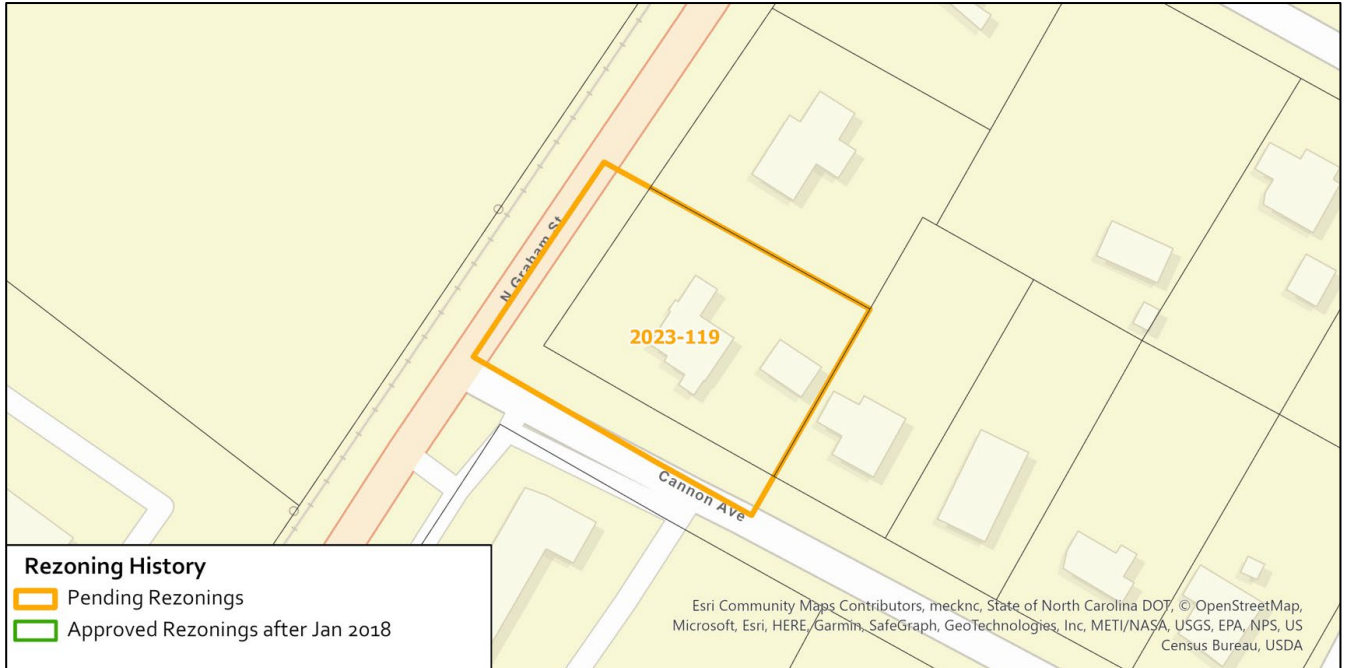 N Graham St
2023-119
Cannon Ave
Rezoning History
Pending Rezonings
Approved Rezonings after Jan 2018
Esri Community Maps Contributors, mecknc, State of North Carolina DOT, © OpenStreetMap,
Microsoft, Esri, HERE, Garmin, SafeGraph, GeoTechnologies, Inc, METI/NASA, USGS, EPA, NPS, US
Census Bureau, USDA